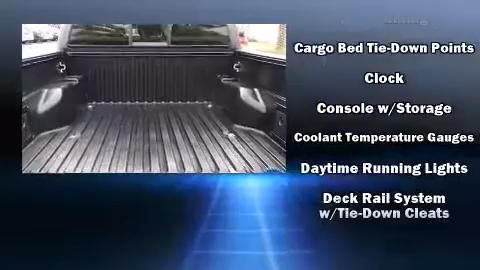 Cargo Bed Tie-Down Points
Clock
Console w/Storage
Coolant Temperature Gauges
Daytime Running Lights
Deck Rail System
w/Tie-Down Cleats